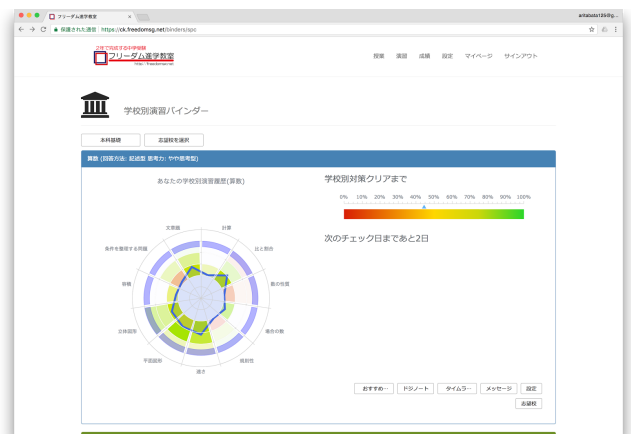 フリーダム進学教室
保護された通信 https://ck.freedomsg.net/binders/spc
2年で完成する中学受験
フリーダム進学教室
http://freedomsg.net
授業 演習 成績 設定 マイページ サインアウト
学校別演習バインダー
本科基礎 志望校を選択
算数 (回答方法: 記述型 思考力: やや思考型)
あなたの学校別演習履歴(算数)
学校別対策クリアまで
0% 10% 20% 30% 40% 50% 60% 70% 80% 90% 100%
次のチェック日まであと2日
文章題 計算
条件を整理する問題 比と割合
容積 数の性質
立体図形 場合の数
平面図形 規則性
速さ
おすすめ… ドジノート タイムラ… メッセージ 設定
志望校